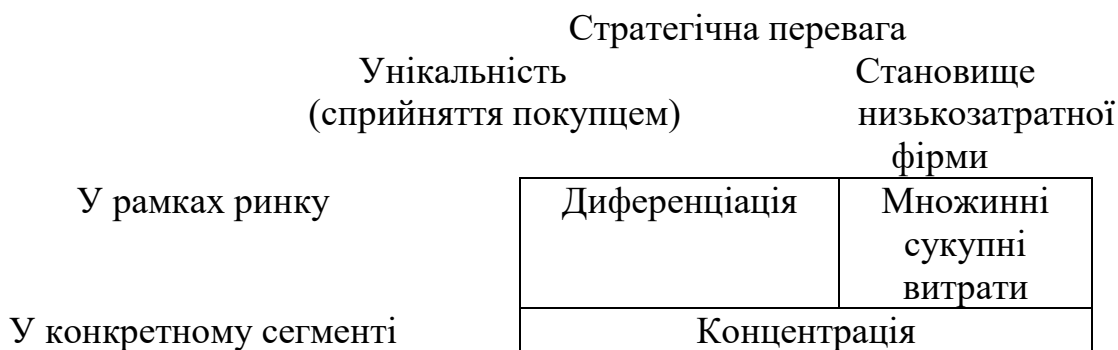 Стратегічна перевага
Унікальність Становище
(сприйняття покупцем) низькозатратної
фірми
У рамках ринку Диференціація Множинні
сукупні
витрати
У конкретному сегменті Концентрація